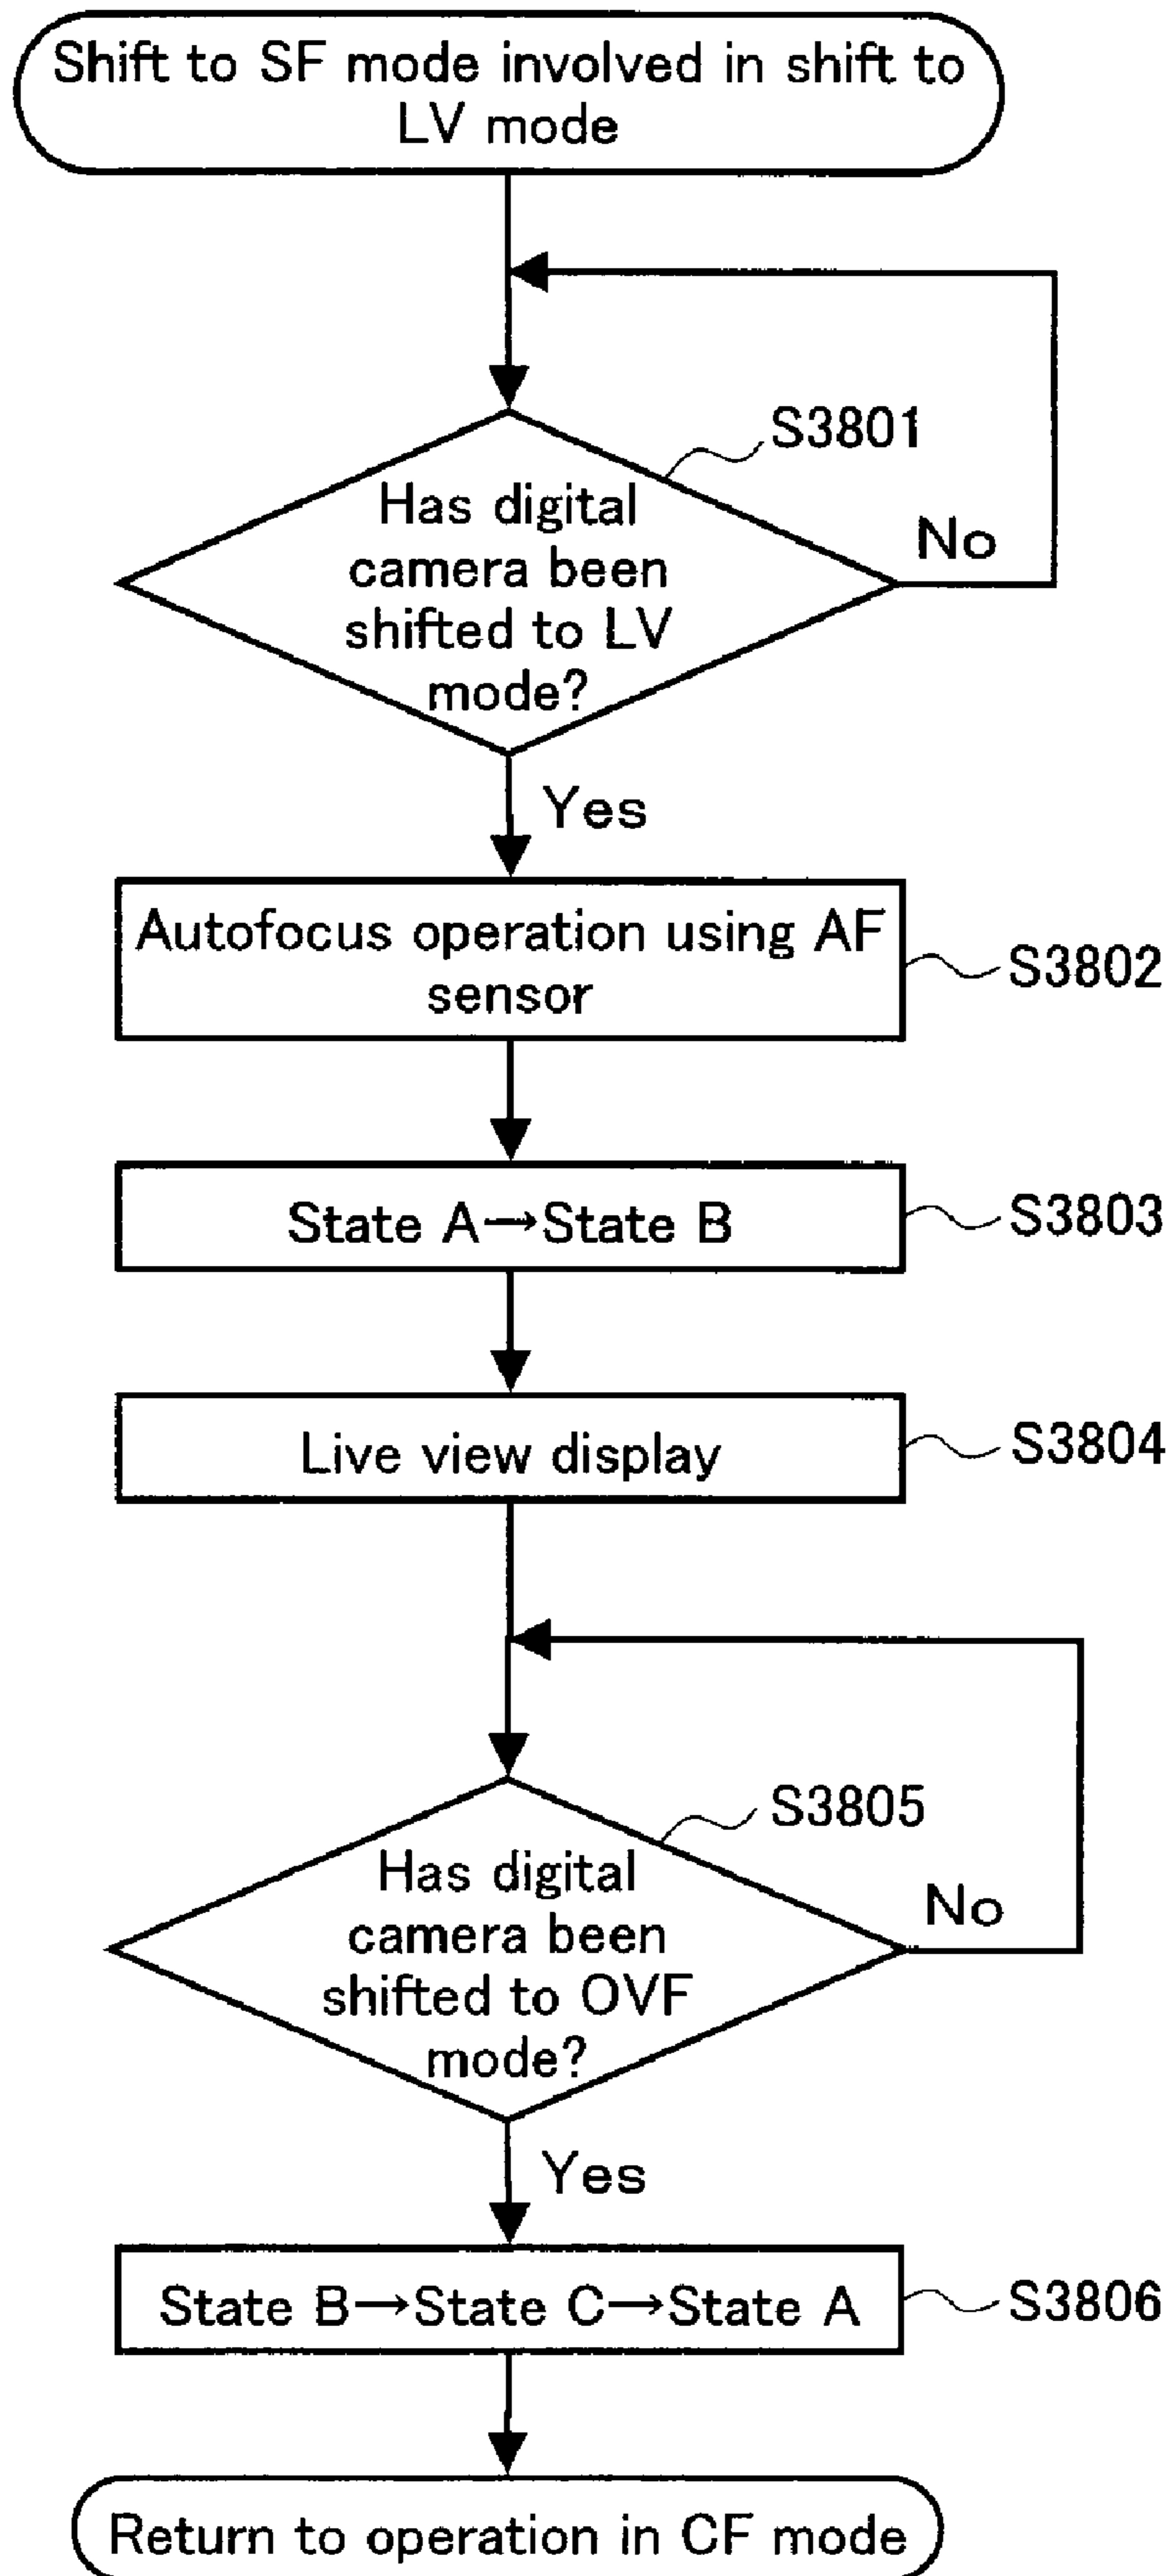 Shift to SF mode involved in shift to
LV mode
S3801
Has digital
camera been
shifted to LV
mode?
No
Yes
Autofocus operation using AF
sensor
S3802
State A→State B
S3803
Live view display
S3804
S3805
Has digital
camera been
shifted to OVF
mode?
No
Yes
State B→State C→State A
S3806
Return to operation in CF mode